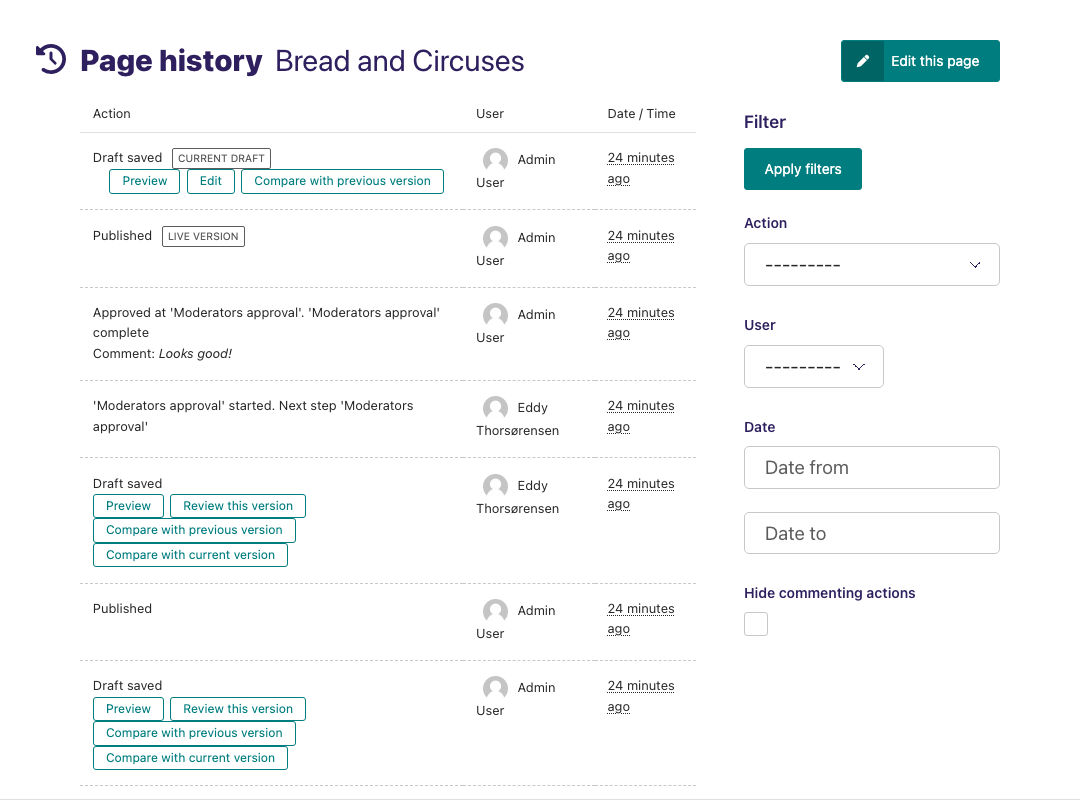 Page history Bread and Circuses
Edit this page
Action User Date / Time
Draft saved CURRENT DRAFT
Preview Edit Compare with previous version
Admin
User
24 minutes
ago
Published LIVE VERSION
Admin
User
24 minutes
ago
Approved at 'Moderators approval'. 'Moderators approval'
complete
Comment: Looks good!
Admin
User
24 minutes
ago
'Moderators approval' started. Next step 'Moderators
approval'
Eddy
Thorsørensen
24 minutes
ago
Draft saved
Preview Review this version
Compare with previous version
Compare with current version
Eddy
Thorsørensen
24 minutes
ago
Published
Admin
User
24 minutes
ago
Draft saved
Preview Review this version
Compare with previous version
Compare with current version
Admin
User
24 minutes
ago
Filter
Apply filters
Action
---------
User
---------
Date
Date from
Date to
Hide commenting actions